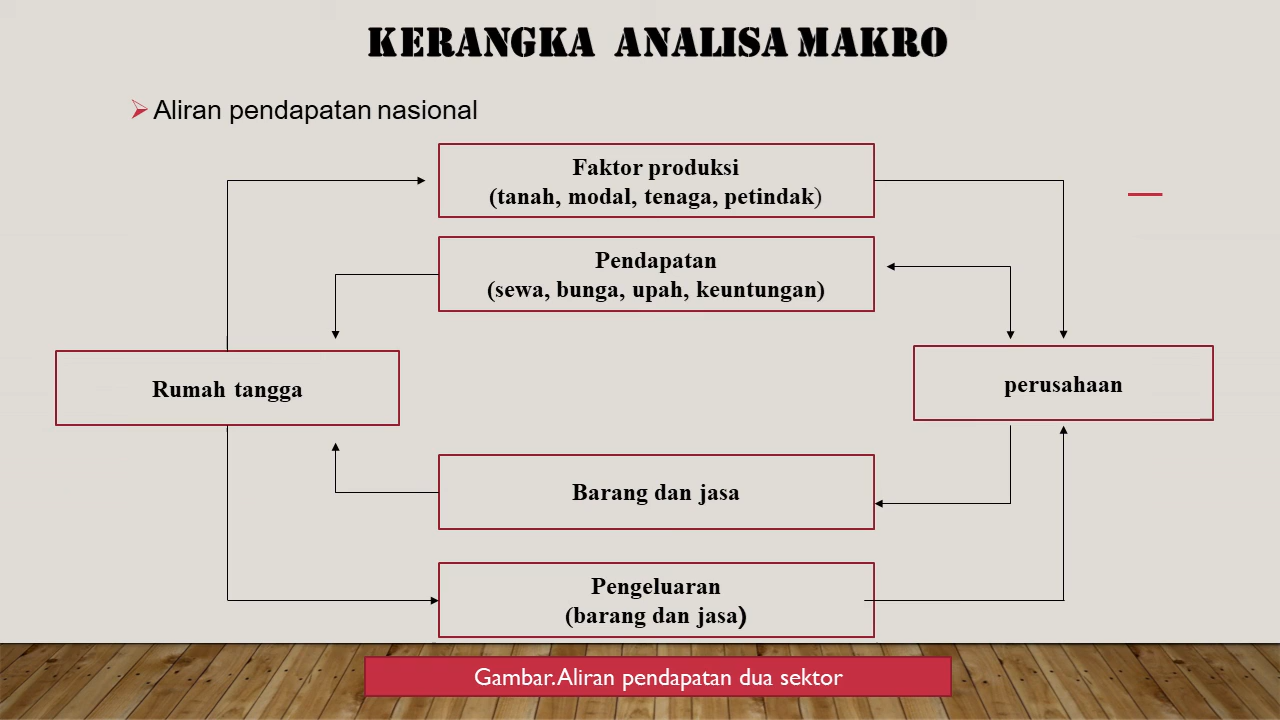 KERANGKA ANALISA MAKRO
Aliran pendapatan nasional
Faktor produksi
(tanah, modal, tenaga, petindak)
Pendapatan
(sewa, bunga, upah, keuntungan)
Rumah tangga
perusahaan
Barang dan jasa
Pengeluaran
(barang dan jasa)
Gambar.Aliran pendapatan dua sektor